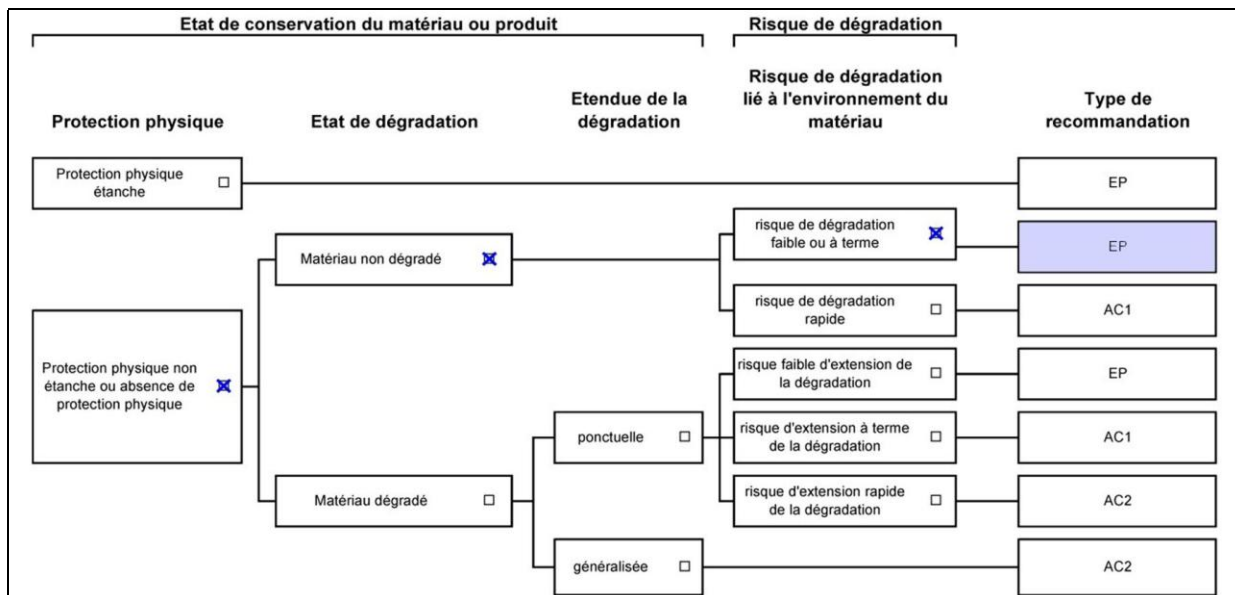 Etat de conservation du matériau ou produit
Risque de dégradation
Protection physique
Etat de dégradation
Etendue de la
dégradation
Risque de dégradation
lié à l'environnement du
matériau
Type de
recommandation
Protection physique
étanche
EP
Protection physique non
étanche ou absence de
protection physique
Matériau non dégradé
risque de dégradation
faible ou à terme
EP
risque de dégradation
rapide
AC1
Matériau dégradé
ponctuelle
risque faible d'extension de
la dégradation
EP
risque d'extension à terme
de la dégradation
AC1
risque d'extension rapide
de la dégradation
AC2
généralisée
AC2